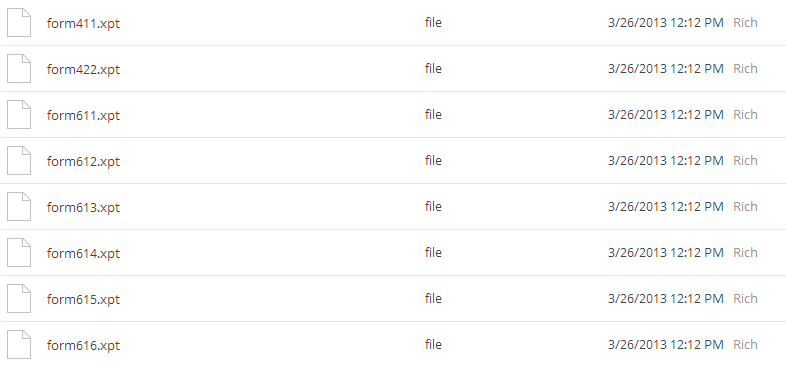 form411.xpt file 3/26/2013 12:12 PM Rich
form422.xpt file 3/26/2013 12:12 PM Rich
form611.xpt file 3/26/2013 12:12 PM Rich
form612.xpt file 3/26/2013 12:12 PM Rich
form613.xpt file 3/26/2013 12:12 PM Rich
form614.xpt file 3/26/2013 12:12 PM Rich
form615.xpt file 3/26/2013 12:12 PM Rich
form616.xpt file 3/26/2013 12:12 PM Rich